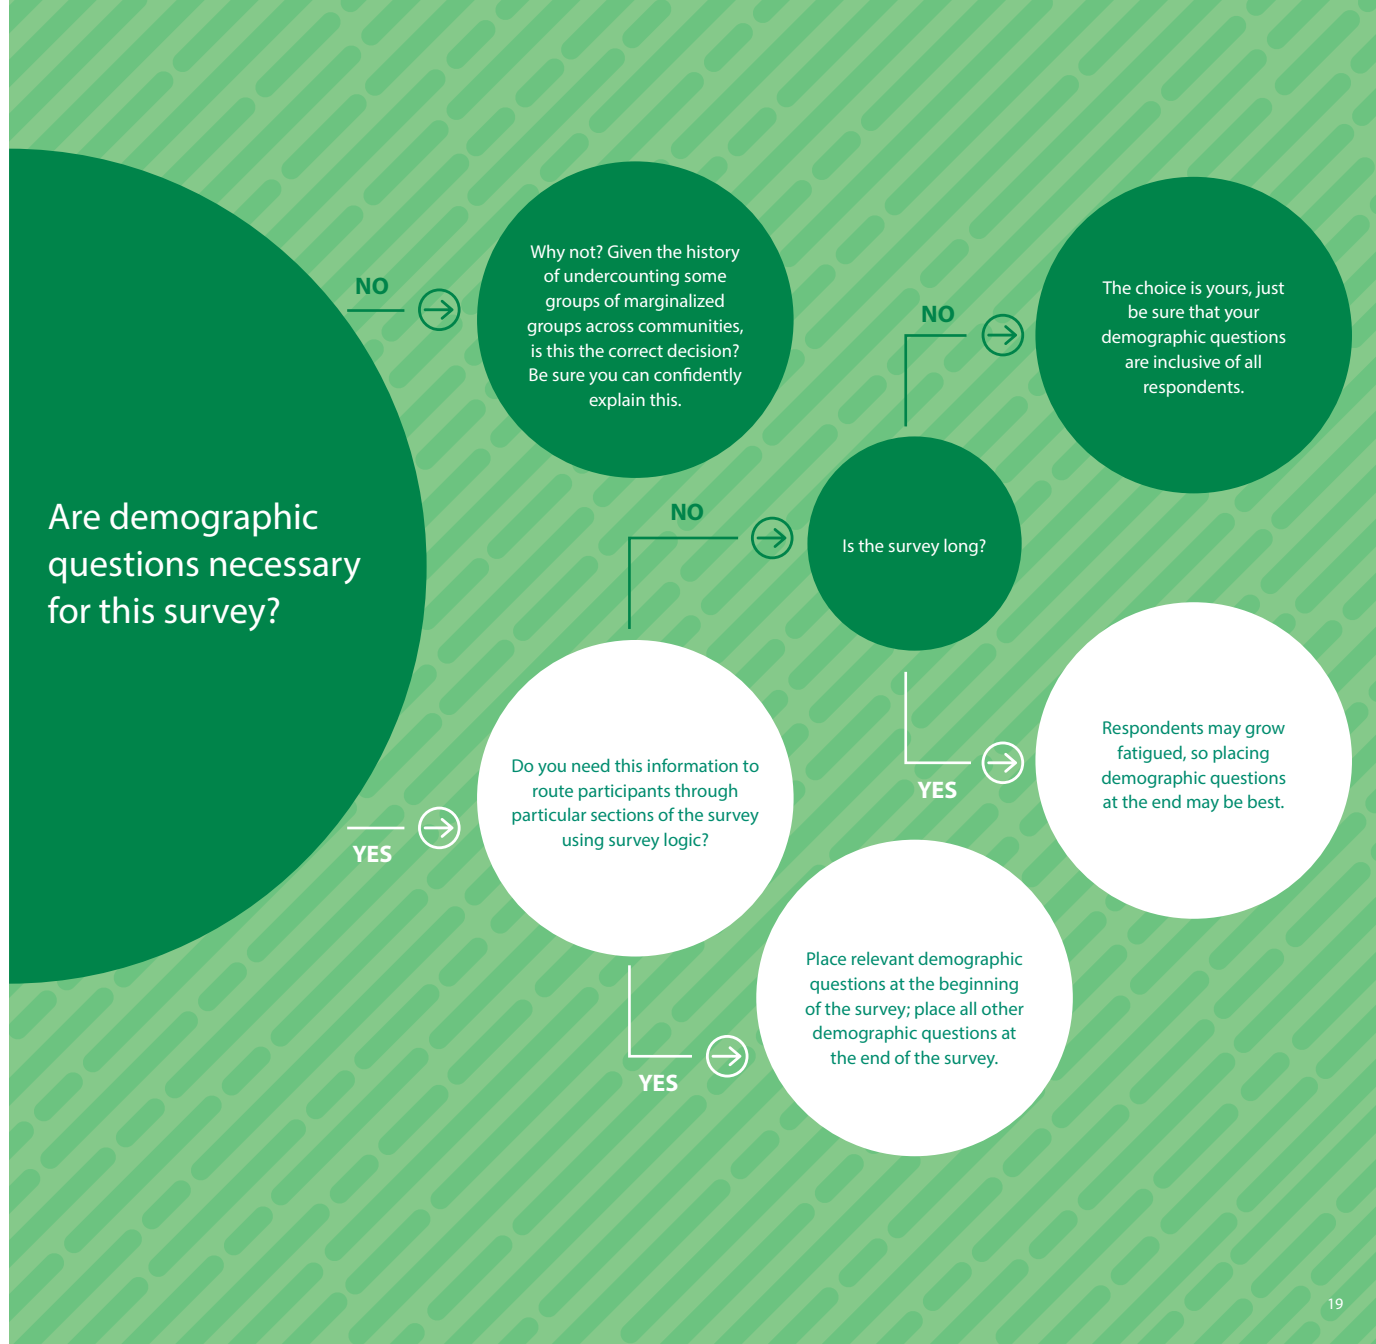 Are demographic
questions necessary
for this survey?
NO
Why not? Given the history
of undercounting some
groups of marginalized
groups across communities,
is this the correct decision?
Be sure you can confidently
explain this.
YES
Do you need this information to
route participants through
particular sections of the survey
using survey logic?
NO
Is the survey long?
NO
The choice is yours, just
be sure that your
demographic questions
are inclusive of all
respondents.
YES
Respondents may grow
fatigued, so placing
demographic questions
at the end may be best.
YES
Place relevant demographic
questions at the beginning
of the survey; place all other
demographic questions at
the end of the survey.
19